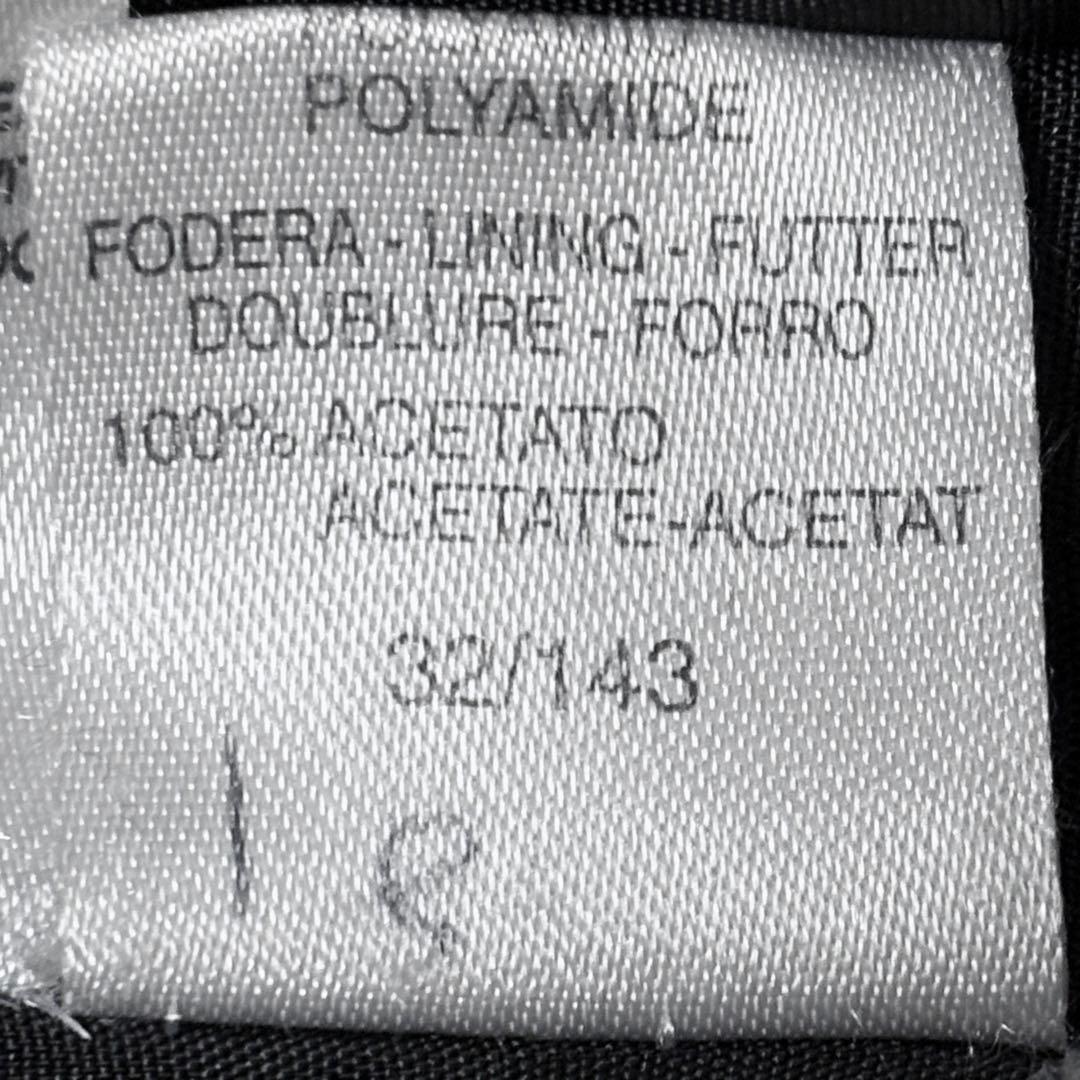 POLYAMIDE
FODERA - LINING - FUTTER
DOUBLURE - FORRO
100% ACETATO
ACETATE-ACETAT
32/143